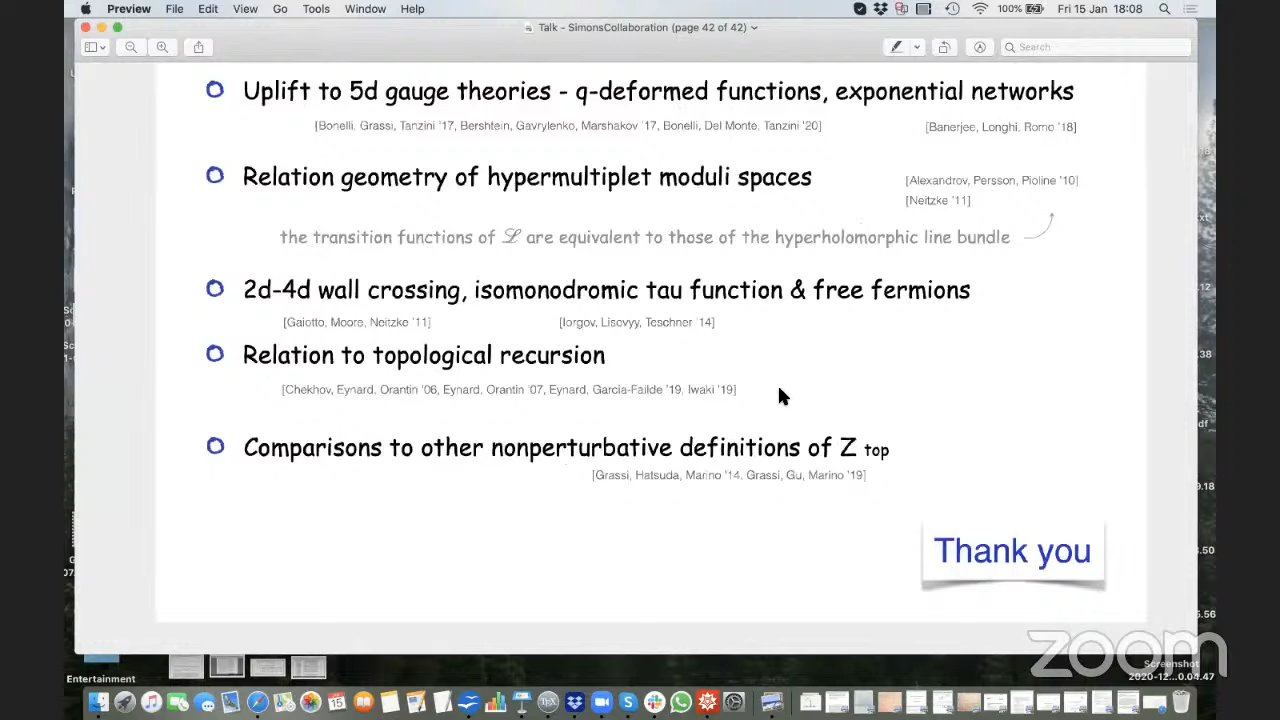 Preview File Edit View Go Tools Window Help 100% Fri 15 Jan 18:08
Talk - SimonsCollaboration (page 42 of 42)
Search
Uplift to 5d gauge theories - q-deformed functions, exponential networks
[Bonelli, Grassi, Tanzini '17, Bershtein, Gavrylenko, Marshakov '17, Bonelli, Del Monte, Tanzini '20] [Banerjee, Longhi, Romo '18]
Relation geometry of hypermultiplet moduli spaces
[Alexandrov, Persson, Pioline '10]
[Neitzke '11]
the transition functions of ℒ are equivalent to those of the hyperholomorphic line bundle
2d-4d wall crossing, isomonodromic tau function & free fermions
[Gaiotto, Moore, Neitzke '11] [Iorgov, Lisovyy, Teschner '14]
Relation to topological recursion
[Chekhov, Eynard, Orantin '06, Eynard, Orantin '07, Eynard, Garcia-Failde '19, Iwaki '19]
Comparisons to other nonperturbative definitions of Z top
[Grassi, Hatsuda, Marino '14, Grassi, Gu, Marino '19]
Thank you
zoom
Entertainment
Screenshot
2020-12...0.04.47